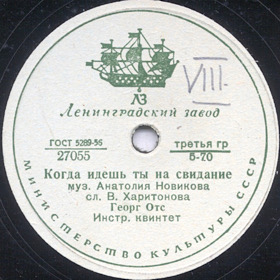 ЛЗ
VIII
Ленинградский завод
ГОСТ 5289-56 третья гр
27055 5-70
Когда идешь ты на свидание
муз. Анатолия Новикова
сл. В. Харитонова
Георг Отс
Инстр. квинтет
МИНИСТЕРСТВО КУЛЬТУРЫ СССР